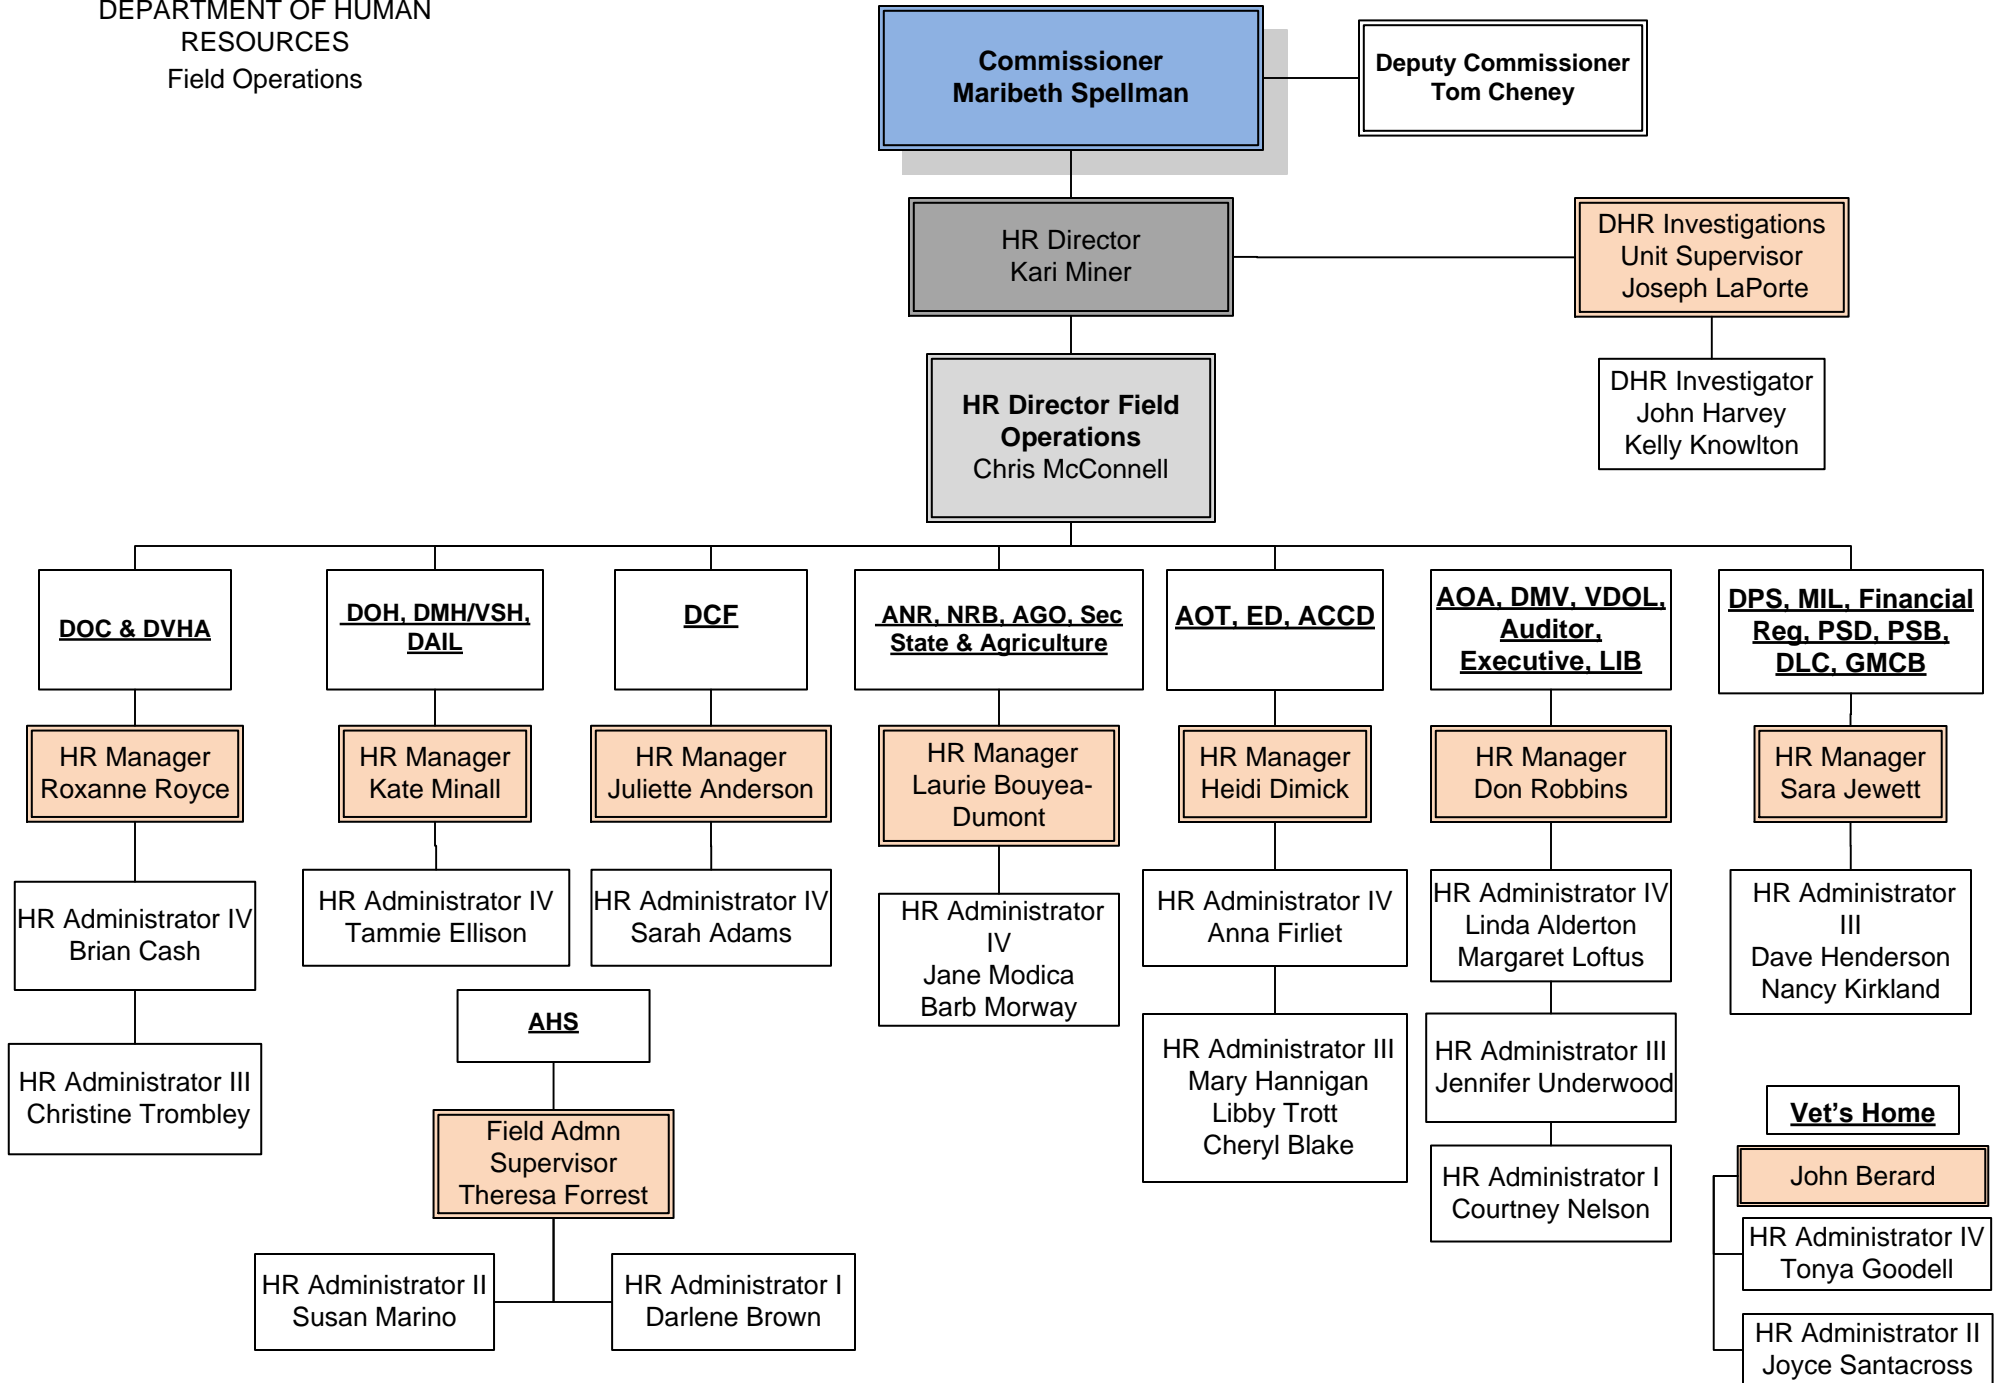 DEPARTMENT OF HUMAN
RESOURCES
Field Operations
Commissioner
Maribeth Spellman
Deputy Commissioner
Tom Cheney
HR Director
Kari Miner
DHR Investigations
Unit Supervisor
Joseph LaPorte
DHR Investigator
John Harvey
Kelly Knowlton
HR Director Field
Operations
Chris McConnell
DOC & DVHA
HR Manager
Roxanne Royce
HR Administrator IV
Brian Cash
HR Administrator III
Christine Trombley
DOH, DMH/VSH,
DAIL
HR Manager
Kate Minall
HR Administrator IV
Tammie Ellison
DCF
HR Manager
Juliette Anderson
HR Administrator IV
Sarah Adams
AHS
Field Admn
Supervisor
Theresa Forrest
HR Administrator II
Susan Marino
HR Administrator I
Darlene Brown
ANR, NRB, AGO, Sec
State & Agriculture
HR Manager
Laurie Bouyea-
Dumont
HR Administrator
IV
Jane Modica
Barb Morway
AOT, ED, ACCD
HR Manager
Heidi Dimick
HR Administrator IV
Anna Firliet
HR Administrator III
Mary Hannigan
Libby Trott
Cheryl Blake
AOA, DMV, VDOL,
Auditor,
Executive, LIB
HR Manager
Don Robbins
HR Administrator IV
Linda Alderton
Margaret Loftus
HR Administrator III
Jennifer Underwood
HR Administrator I
Courtney Nelson
DPS, MIL, Financial
Reg, PSD, PSB,
DLC, GMCB
HR Manager
Sara Jewett
HR Administrator
III
Dave Henderson
Nancy Kirkland
Vet's Home
John Berard
HR Administrator IV
Tonya Goodell
HR Administrator II
Joyce Santacross